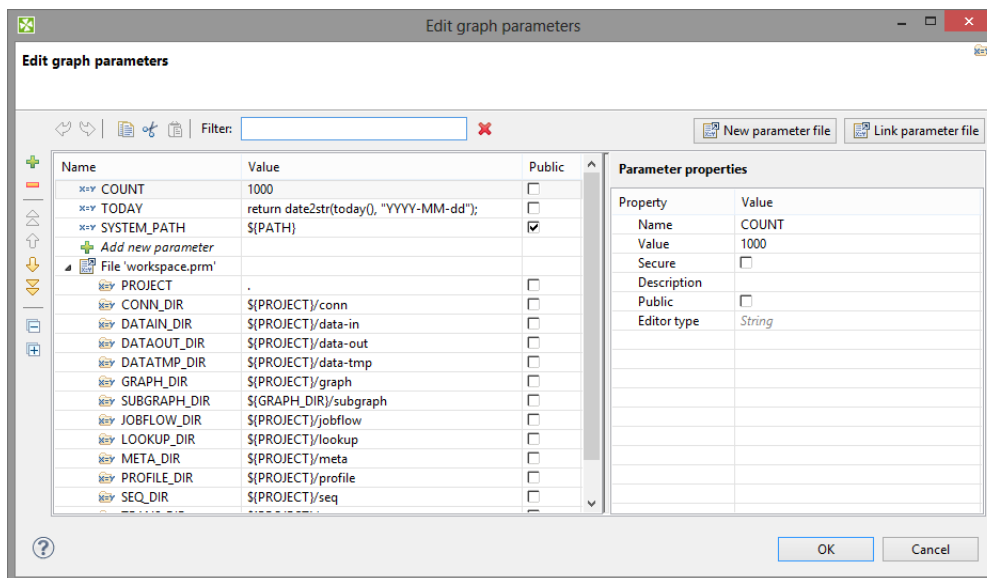 Edit graph parameters
Edit graph parameters
Filter:
New parameter file
Link parameter file
Name Value Public
x=y COUNT 1000
x=y TODAY return date2str(today(), "YYYY-MM-dd");
x=y SYSTEM_PATH ${PATH}
Add new parameter
File 'workspace.prm'
x=y PROJECT .
x=y CONN_DIR ${PROJECT}/conn
x=y DATAIN_DIR ${PROJECT}/data-in
x=y DATAOUT_DIR ${PROJECT}/data-out
x=y DATATMP_DIR ${PROJECT}/data-tmp
x=y GRAPH_DIR ${PROJECT}/graph
x=y SUBGRAPH_DIR ${GRAPH_DIR}/subgraph
x=y JOBFLOW_DIR ${PROJECT}/jobflow
x=y LOOKUP_DIR ${PROJECT}/lookup
x=y META_DIR ${PROJECT}/meta
x=y PROFILE_DIR ${PROJECT}/profile
x=y SEQ_DIR ${PROJECT}/seq
Parameter properties
Property Value
Name COUNT
Value 1000
Secure
Description
Public
Editor type String
OK
Cancel